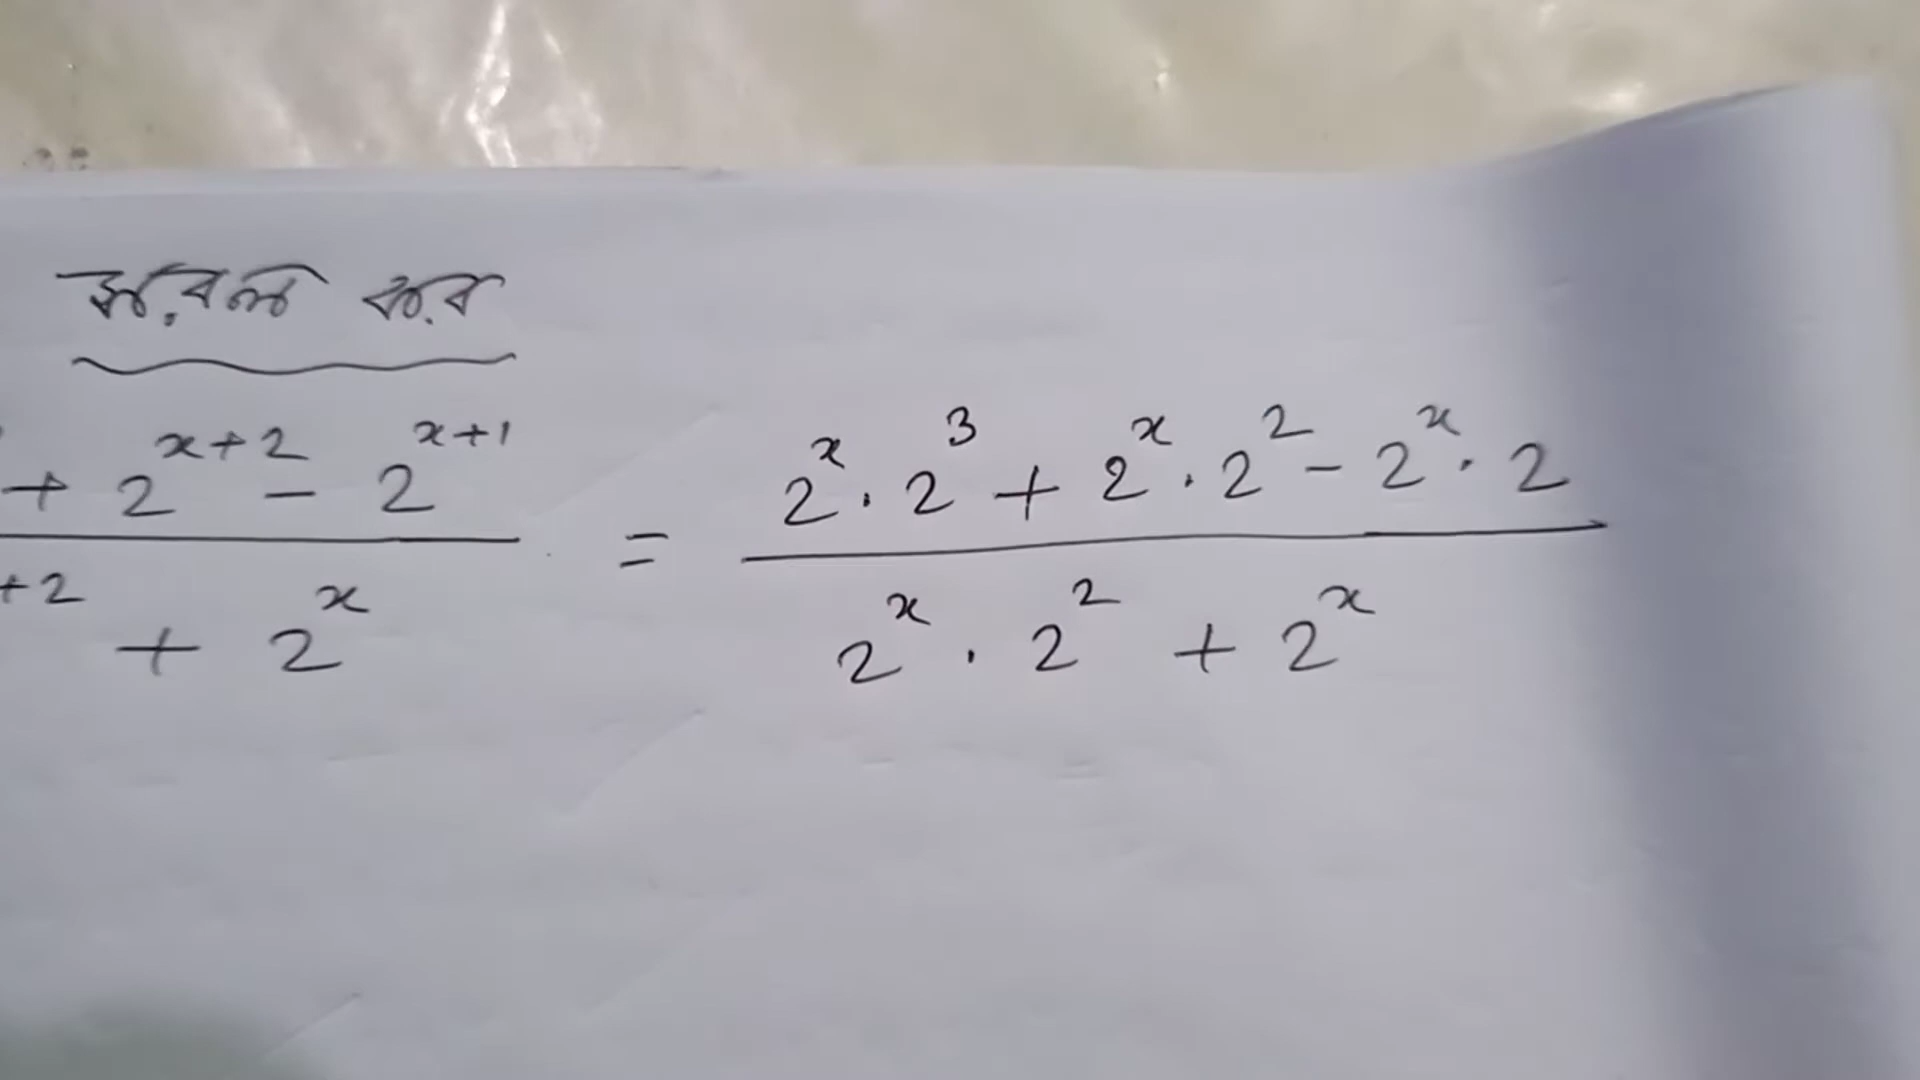 সরল কর
+ 2^{x+2} - 2^{x+1} / +2 + 2^x = 2^x . 2^3 + 2^x . 2^2 - 2^x . 2 / 2^x . 2^2 + 2^x